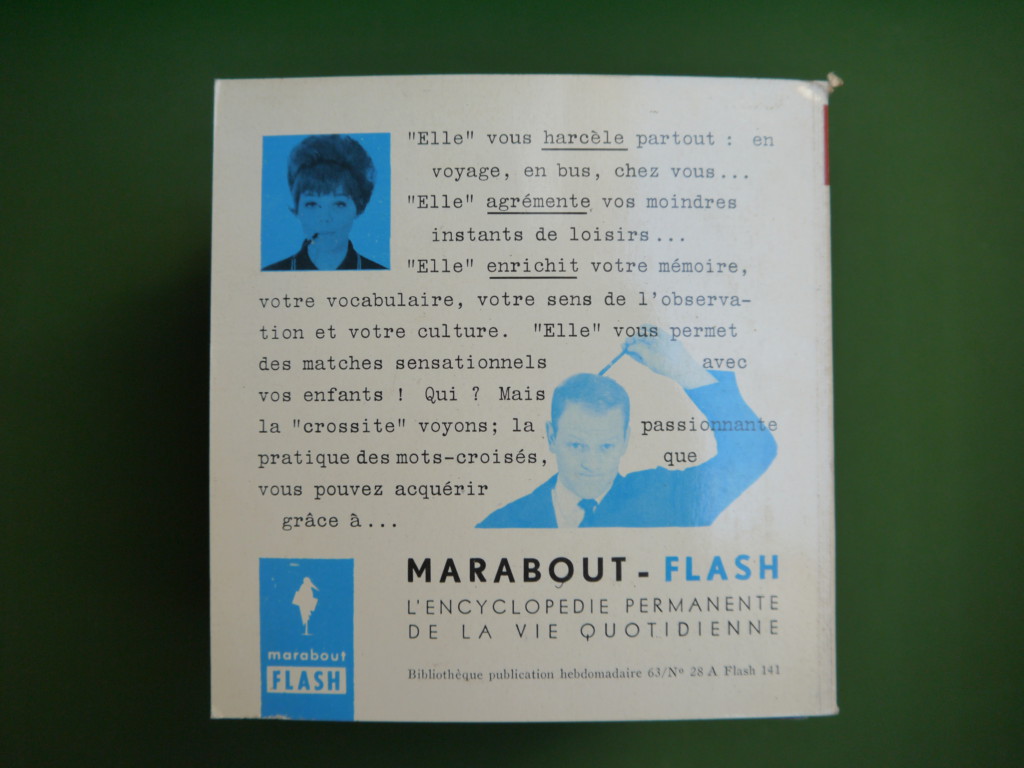 "Elle" vous harcèle partout : en
voyage, en bus, chez vous...
"Elle" agrémente vos moindres
instants de loisirs...
"Elle" enrichit votre mémoire,
votre vocabulaire, votre sens de l'observa-
tion et votre culture. "Elle" vous permet
des matches sensationnels avec
vos enfants ! Qui ? Mais
la "crossite" voyons; la passionnante
pratique des mots-croisés, que
vous pouvez acquérir
grâce à...
MARABOUT - FLASH
L'ENCYCLOPEDIE PERMANENTE
DE LA VIE QUOTIDIENNE
Bibliothèque publication hebdomadaire 63/Nº 28 A Flash 141
marabout
FLASH